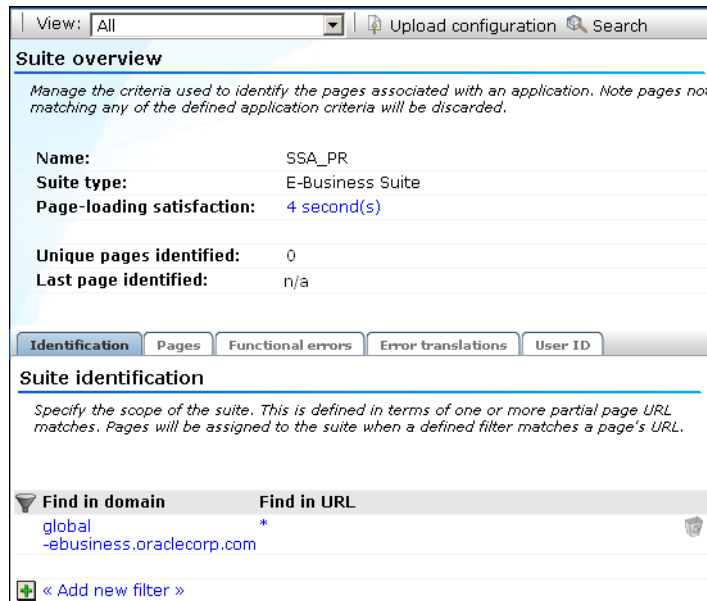 View: All Upload configuration Search
Suite overview
Manage the criteria used to identify the pages associated with an application. Note pages not
matching any of the defined application criteria will be discarded.
Name: SSA_PR
Suite type: E-Business Suite
Page-loading satisfaction: 4 second(s)
Unique pages identified: 0
Last page identified: n/a
Identification Pages Functional errors Error translations User ID
Suite identification
Specify the scope of the suite. This is defined in terms of one or more partial page URL
matches. Pages will be assigned to the suite when a defined filter matches a page's URL.
Find in domain Find in URL
global *
-ebusiness.oraclecorp.com
« Add new filter »